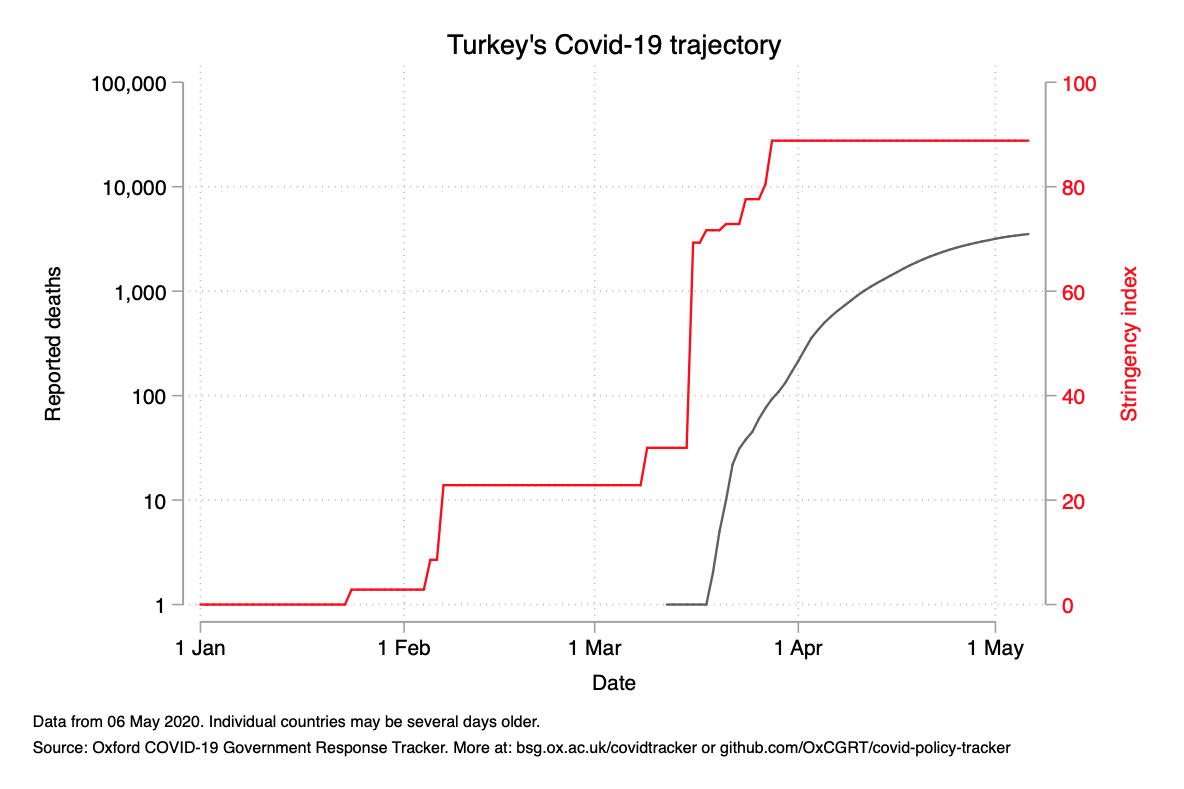 Turkey's Covid-19 trajectory
100,000
10,000
1,000
100
10
1
Reported deaths
100
80
60
40
20
0
Stringency index
1 Jan
1 Feb
1 Mar
1 Apr
1 May
Date
Data from 06 May 2020. Individual countries may be several days older.
Source: Oxford COVID-19 Government Response Tracker. More at: bsg.ox.ac.uk/covidtracker or github.com/OxCGRT/covid-policy-tracker